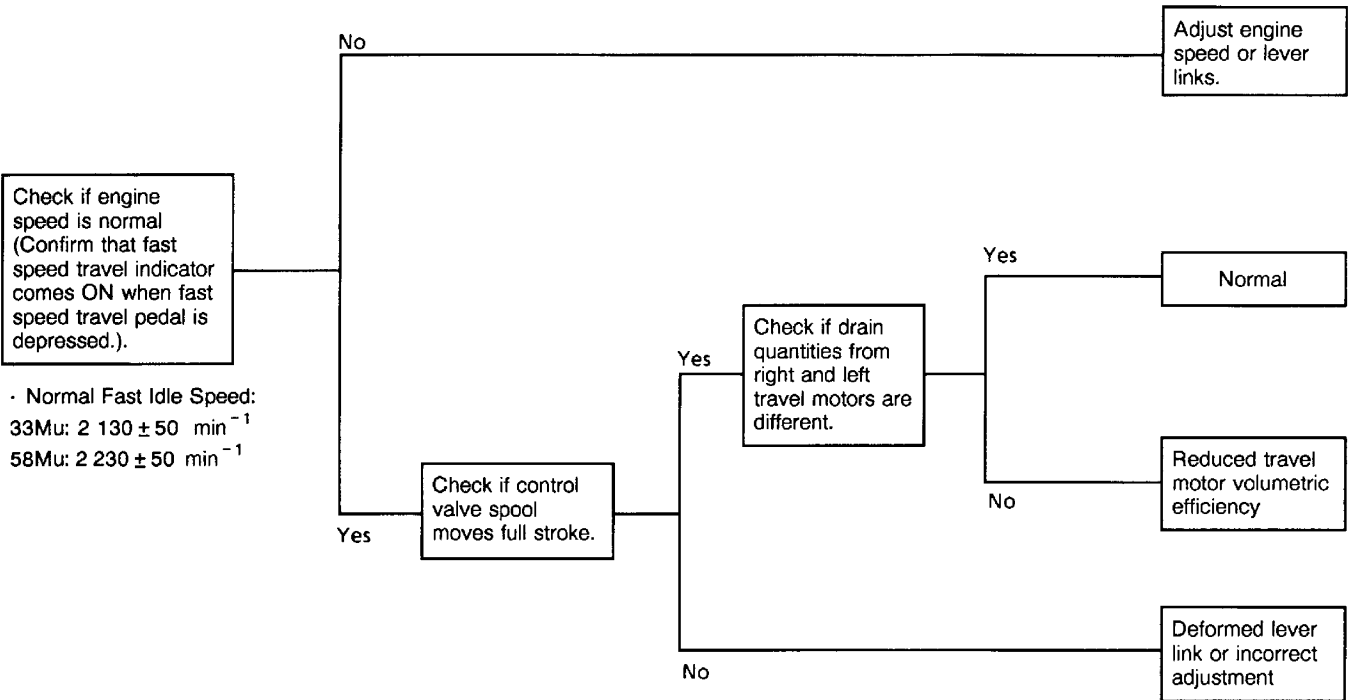 No
Adjust engine
speed or lever
links.
Check if engine
speed is normal
(Confirm that fast
speed travel indicator
comes ON when fast
speed travel pedal is
depressed.).
· Normal Fast Idle Speed:
33Mu: 2 130 ± 50 min⁻¹
58Mu: 2 230 ± 50 min⁻¹
Yes
Check if control
valve spool
moves full stroke.
Yes
Check if drain
quantities from
right and left
travel motors are
different.
Yes
Normal
No
Reduced travel
motor volumetric
efficiency
No
Deformed lever
link or incorrect
adjustment